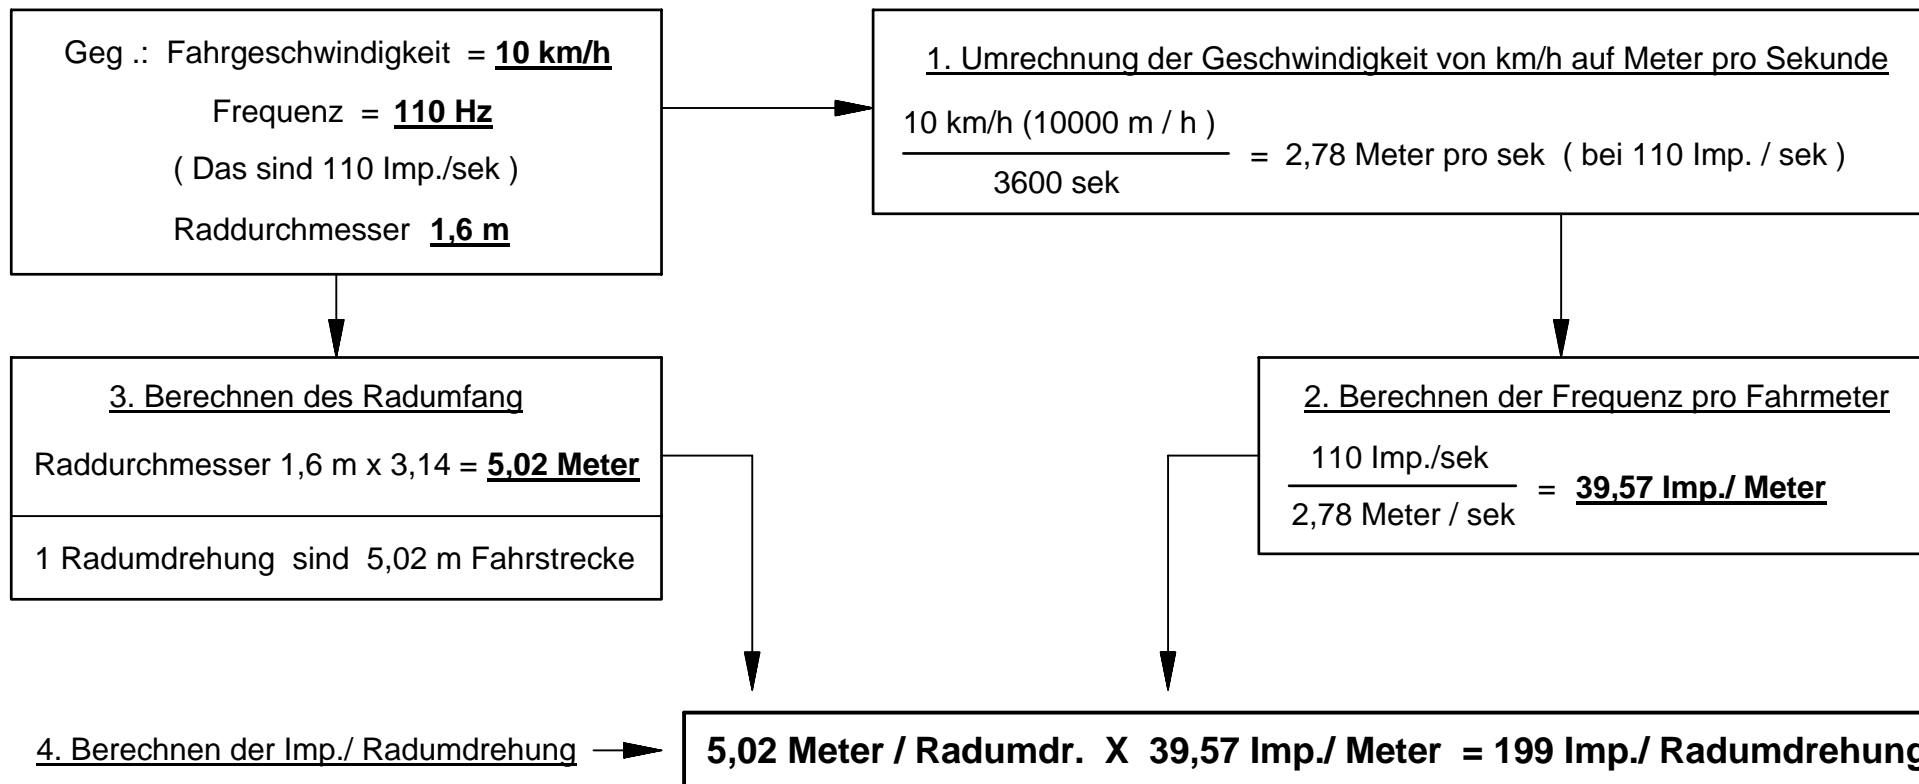 Geg .: Fahrgeschwindigkeit = 10 km/h
Frequenz = 110 Hz
( Das sind 110 Imp./sek )
Raddurchmesser 1,6 m
1. Umrechnung der Geschwindigkeit von km/h auf Meter pro Sekunde
10 km/h (10000 m / h )
3600 sek
= 2,78 Meter pro sek ( bei 110 Imp. / sek )
3. Berechnen des Radumfang
Raddurchmesser 1,6 m x 3,14 = 5,02 Meter
1 Radumdrehung sind 5,02 m Fahrstrecke
2. Berechnen der Frequenz pro Fahrmeter
110 Imp./sek
2,78 Meter / sek
= 39,57 Imp./ Meter
4. Berechnen der Imp./ Radumdrehung
5,02 Meter / Radumdr. X 39,57 Imp./ Meter = 199 Imp./ Radumdrehung